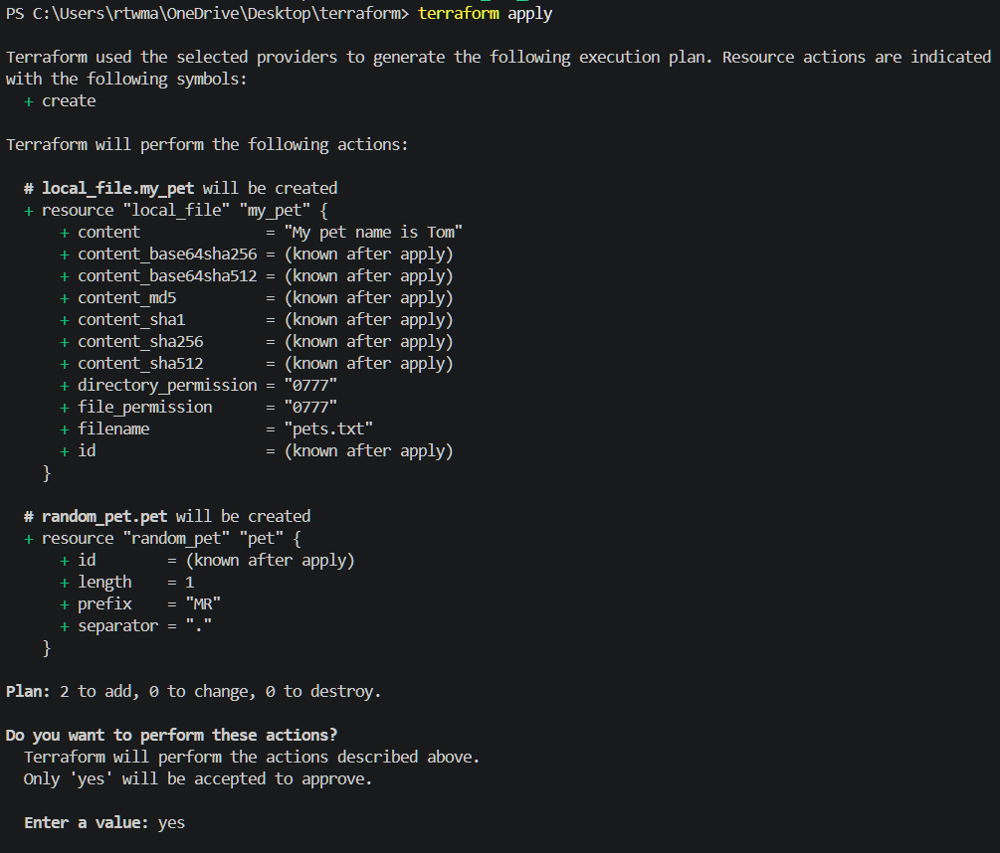 PS C:\Users\rtwma\OneDrive\Desktop\terraform> terraform apply
Terraform used the selected providers to generate the following execution plan. Resource actions are indicated
with the following symbols:
  + create
Terraform will perform the following actions:
  # local_file.my_pet will be created
  + resource "local_file" "my_pet" {
      + content              = "My pet name is Tom"
      + content_base64sha256 = (known after apply)
      + content_base64sha512 = (known after apply)
      + content_md5          = (known after apply)
      + content_sha1         = (known after apply)
      + content_sha256       = (known after apply)
      + content_sha512       = (known after apply)
      + directory_permission = "0777"
      + file_permission      = "0777"
      + filename             = "pets.txt"
      + id                   = (known after apply)
    }
  # random_pet.pet will be created
  + resource "random_pet" "pet" {
      + id        = (known after apply)
      + length    = 1
      + prefix    = "MR"
      + separator = "."
    }
Plan: 2 to add, 0 to change, 0 to destroy.
Do you want to perform these actions?
  Terraform will perform the actions described above.
  Only 'yes' will be accepted to approve.
  Enter a value: yes